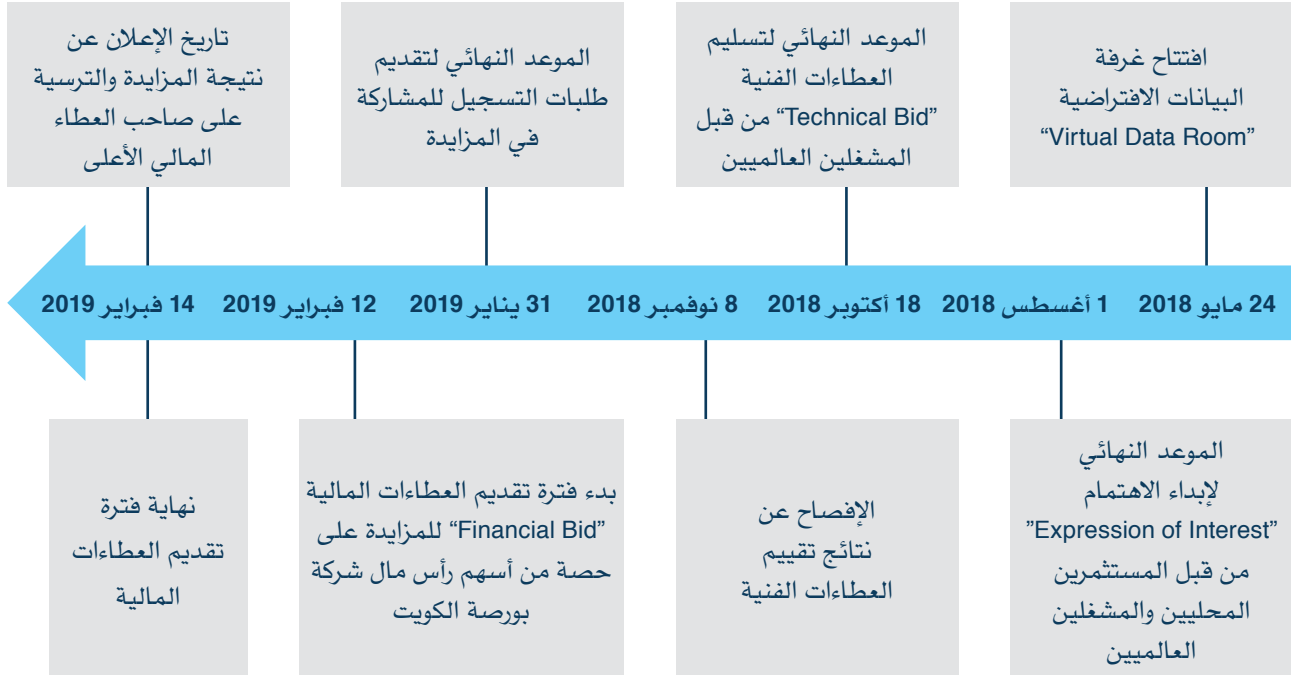 افتتاح غرفة
البيانات الافتراضية
“Virtual Data Room”
الموعد النهائي لتسليم
العطاءات الفنية
“Technical Bid” من قبل
المشغلين العالميين
الموعد النهائي لتقديم
طلبات التسجيل للمشاركة
في المزايدة
تاريخ الإعلان عن
نتيجة المزايدة والترسية
على صاحب العطاء
المالي الأعلى
24 مايو 2018
1 أغسطس 2018
18 أكتوبر 2018
8 نوفمبر 2018
31 يناير 2019
12 فبراير 2019
14 فبراير 2019
الموعد النهائي
لإبداء الاهتمام
“Expression of Interest”
من قبل المستثمرين
المحليين والمشغلين
العالميين
الإفصاح عن
نتائج تقييم
العطاءات الفنية
بدء فترة تقديم العطاءات المالية
“Financial Bid” للمزايدة على
حصة من أسهم رأس مال شركة
بورصة الكويت
نهاية فترة
تقديم العطاءات
المالية